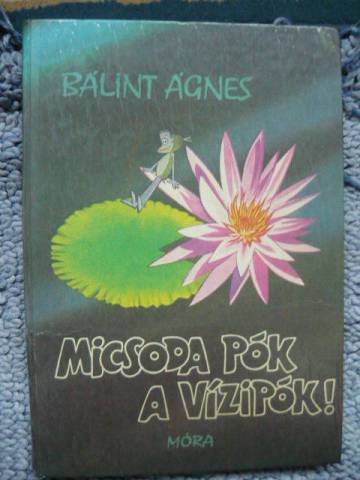 BÁLINT ÁGNES
MICSODA PÓK
A VÍZIPÓK!
MÓRA